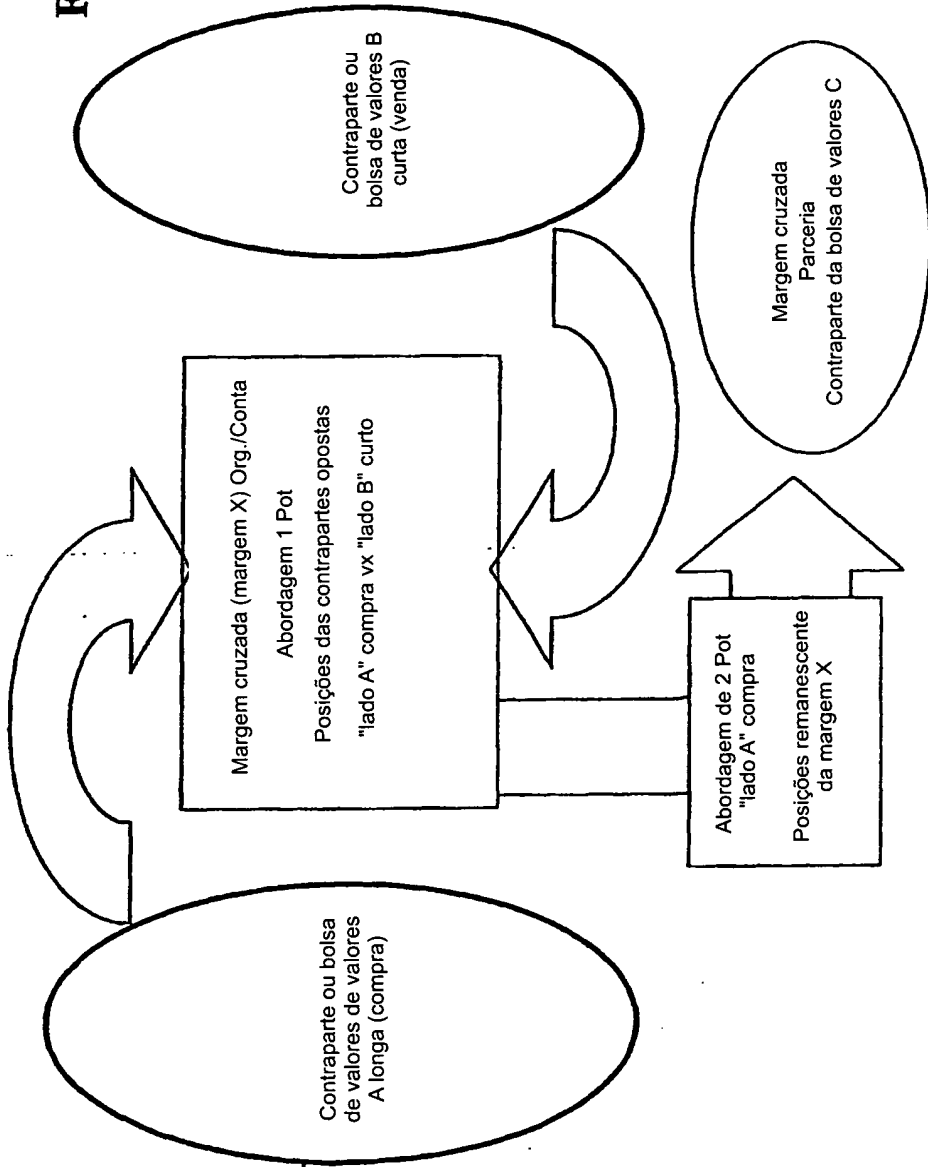 F
Contraparte ou bolsa
de valores de valores
A longa (compra)
Margem cruzada (margem X) Org./Conta
Abordagem 1 Pot
Posições das contrapartes opostas
"lado A" compra vx "lado B" curto
Contraparte ou
bolsa de valores B
curta (venda)
Abordagem de 2 Pot
"lado A" compra
Posições remanescente
da margem X
Margem cruzada
Parceria
Contraparte da bolsa de valores C